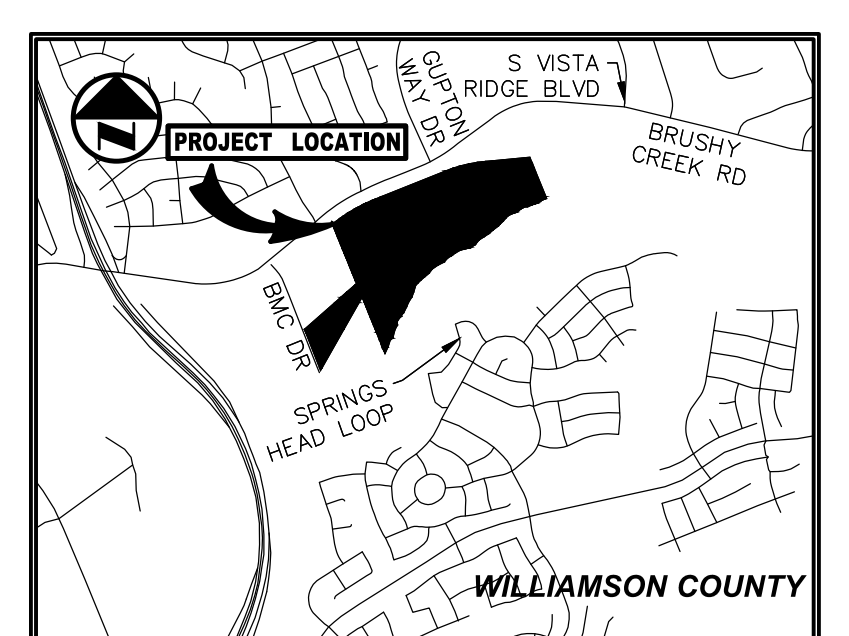 S VISTA
RIDGE BLVD
GUPTON
WAY DR
N
PROJECT LOCATION
BRUSHY
CREEK RD
BMC DR
SPRINGS
HEAD LOOP
WILLIAMSON COUNTY